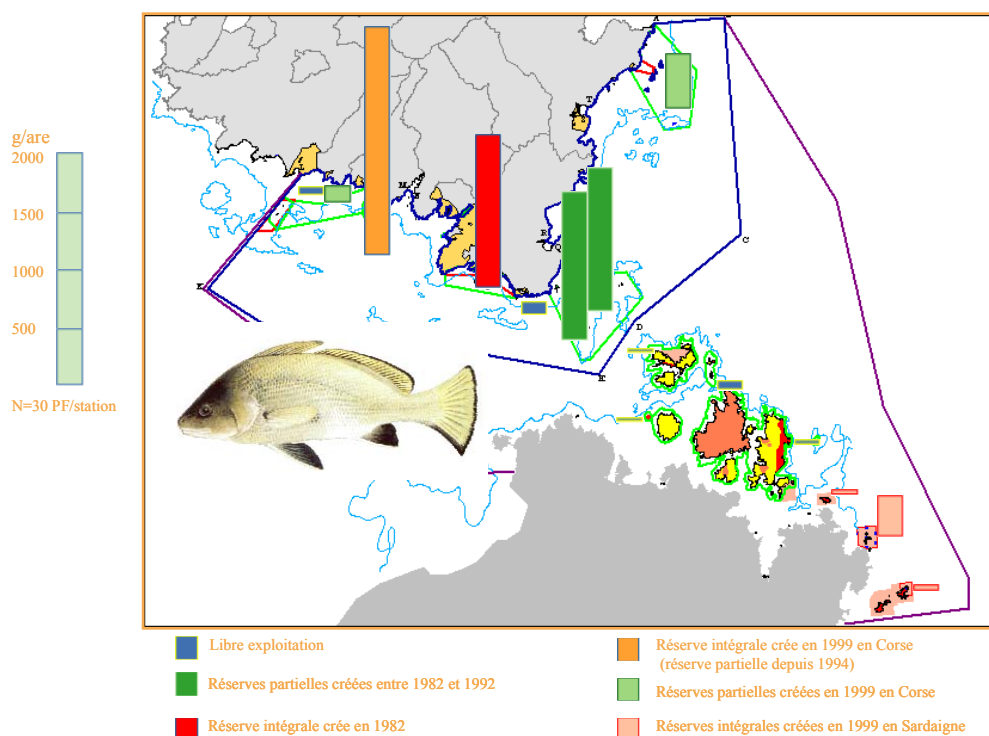 g/are
2000
1500
1000
500
N=30 PF/station
A
T
M
R
Q
C
D
E
Libre exploitation
Réserves partielles créées entre 1982 et 1992
Réserve intégrale crée en 1982
Réserve intégrale crée en 1999 en Corse
(réserve partielle depuis 1994)
Réserves partielles créées en 1999 en Corse
Réserves intégrales créées en 1999 en Sardaigne